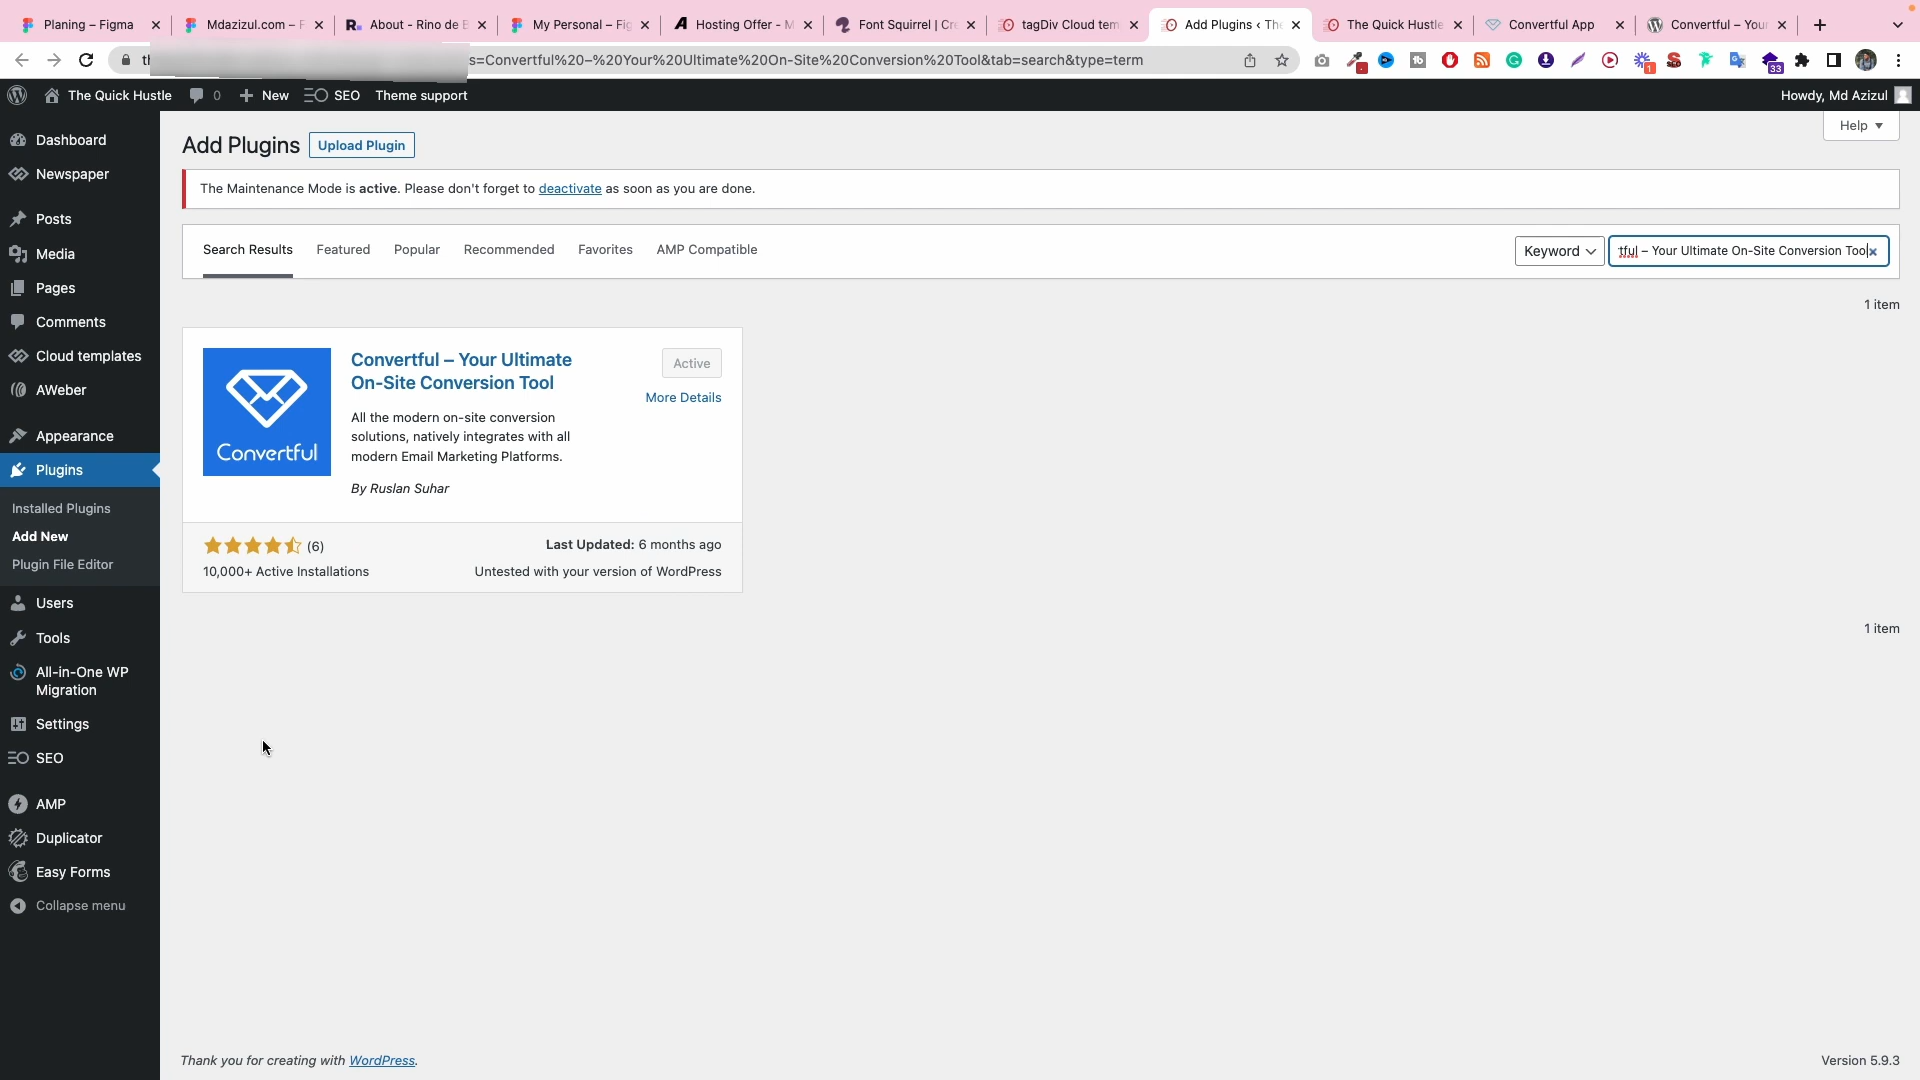 Planing – Figma
Mdazizul.com – F
About - Rino de B
My Personal – Fig
Hosting Offer - M
Font Squirrel | Cre
tagDiv Cloud tem
Add Plugins ‹ The
The Quick Hustle
Convertful App
Convertful – Your
s=Convertful%20–%20Your%20Ultimate%20On-Site%20Conversion%20Tool&tab=search&type=term
1
33
The Quick Hustle
0
New
SEO
Theme support
Howdy, Md Azizul
Dashboard
Newspaper
Posts
Media
Pages
Comments
Cloud templates
AWeber
Appearance
Plugins
Installed Plugins
Add New
Plugin File Editor
Users
Tools
All-in-One WP
Migration
Settings
SEO
AMP
Duplicator
Easy Forms
Collapse menu
Help
Add Plugins
Upload Plugin
The Maintenance Mode is active. Please don't forget to deactivate as soon as you are done.
Search Results
Featured
Popular
Recommended
Favorites
AMP Compatible
Keyword
tful – Your Ultimate On-Site Conversion Tool
1 item
Convertful
Convertful – Your Ultimate
On-Site Conversion Tool
Active
More Details
All the modern on-site conversion
solutions, natively integrates with all
modern Email Marketing Platforms.
By Ruslan Suhar
(6)
Last Updated: 6 months ago
10,000+ Active Installations
Untested with your version of WordPress
1 item
Thank you for creating with WordPress.
Version 5.9.3